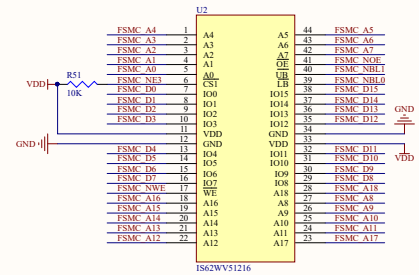 U2
FSMC_A4 1 A4 A5 44 FSMC_A5
FSMC_A3 2 A3 A6 43 FSMC_A6
FSMC_A2 3 A2 A7 42 FSMC_A7
FSMC_A1 4 A1 OE 41 FSMC_NOE
FSMC_A0 5 A0 UB 40 FSMC_NBL1
R51 FSMC_NE3 6 CS1 LB 39 FSMC_NBL0
VDD FSMC_D0 7 IO0 IO15 38 FSMC_D15
10K FSMC_D1 8 IO1 IO14 37 FSMC_D14
FSMC_D2 9 IO2 IO13 36 FSMC_D13 GND
FSMC_D3 10 IO3 IO12 35 FSMC_D12
11 VDD GND 34
GND 12 GND VDD 33
FSMC_D4 13 IO4 IO11 32 FSMC_D11
FSMC_D5 14 IO5 IO10 31 FSMC_D10 VDD
FSMC_D6 15 IO6 IO9 30 FSMC_D9
FSMC_D7 16 IO7 IO8 29 FSMC_D8
FSMC_NWE 17 WE A18 28 FSMC_A18
FSMC_A16 18 A16 A8 27 FSMC_A8
FSMC_A15 19 A15 A9 26 FSMC_A9
FSMC_A14 20 A14 A10 25 FSMC_A10
FSMC_A13 21 A13 A11 24 FSMC_A11
FSMC_A12 22 A12 A17 23 FSMC_A17
IS62WV51216